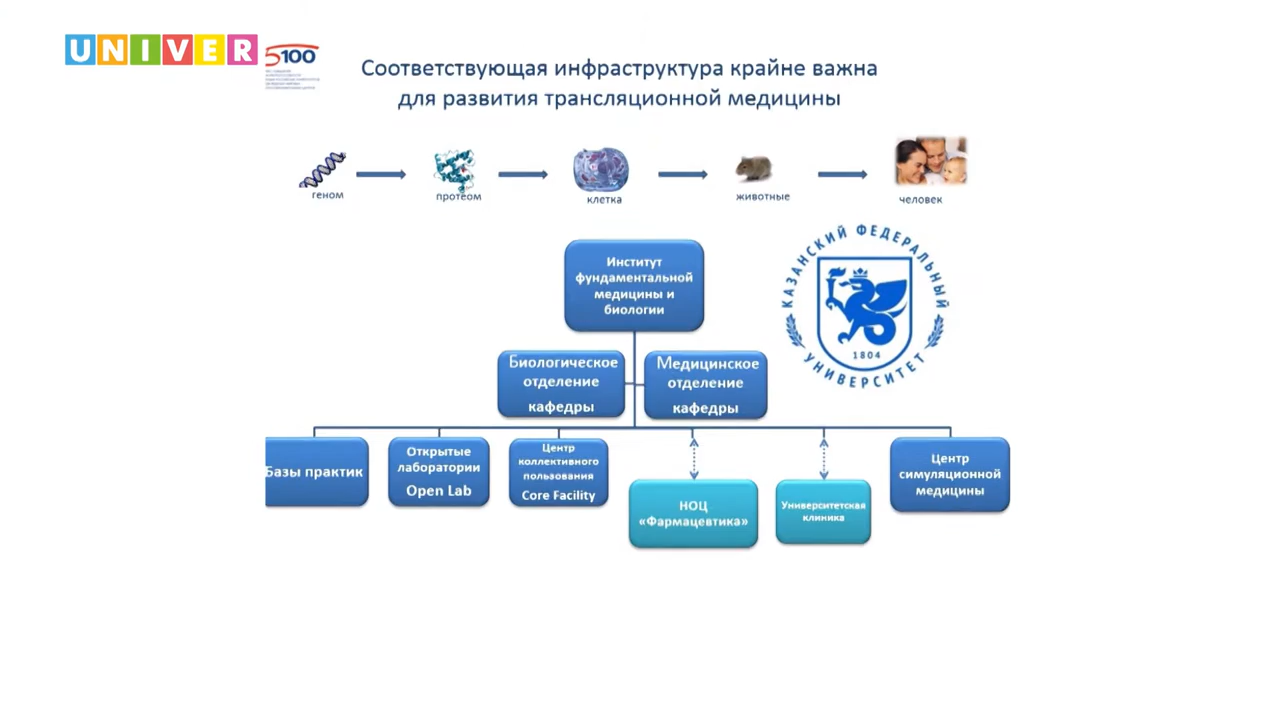 UNIVER
5100
Соответствующая инфраструктура крайне важна
для развития трансляционной медицины
геном
протеом
клетка
животные
человек
КАЗАНСКИЙ ФЕДЕРАЛЬНЫЙ
УНИВЕРСИТЕТ
1804
Институт
фундаментальной
медицины и
биологии
Биологическое
отделение
кафедры
Медицинское
отделение
кафедры
Базы практик
Открытые
лаборатории
Open Lab
Центр
коллективного
пользования
Core Facility
НОЦ
«Фармацевтика»
Университетская
клиника
Центр
симуляционной
медицины